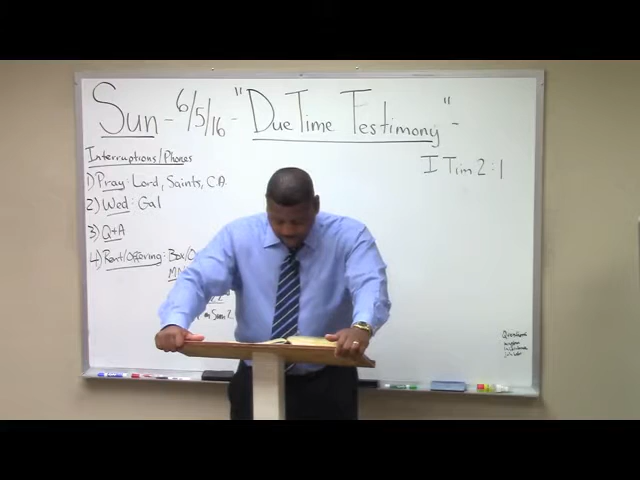 Sun - 6/5/16 - "Due Time Testimony" -
Interruptions/Phones
I Tim 2:1
1) Pray: Lord, Saints, C.A.
2) Wed: Gal
3) Q+A
4) Rent/Offering: Box/O
Questions